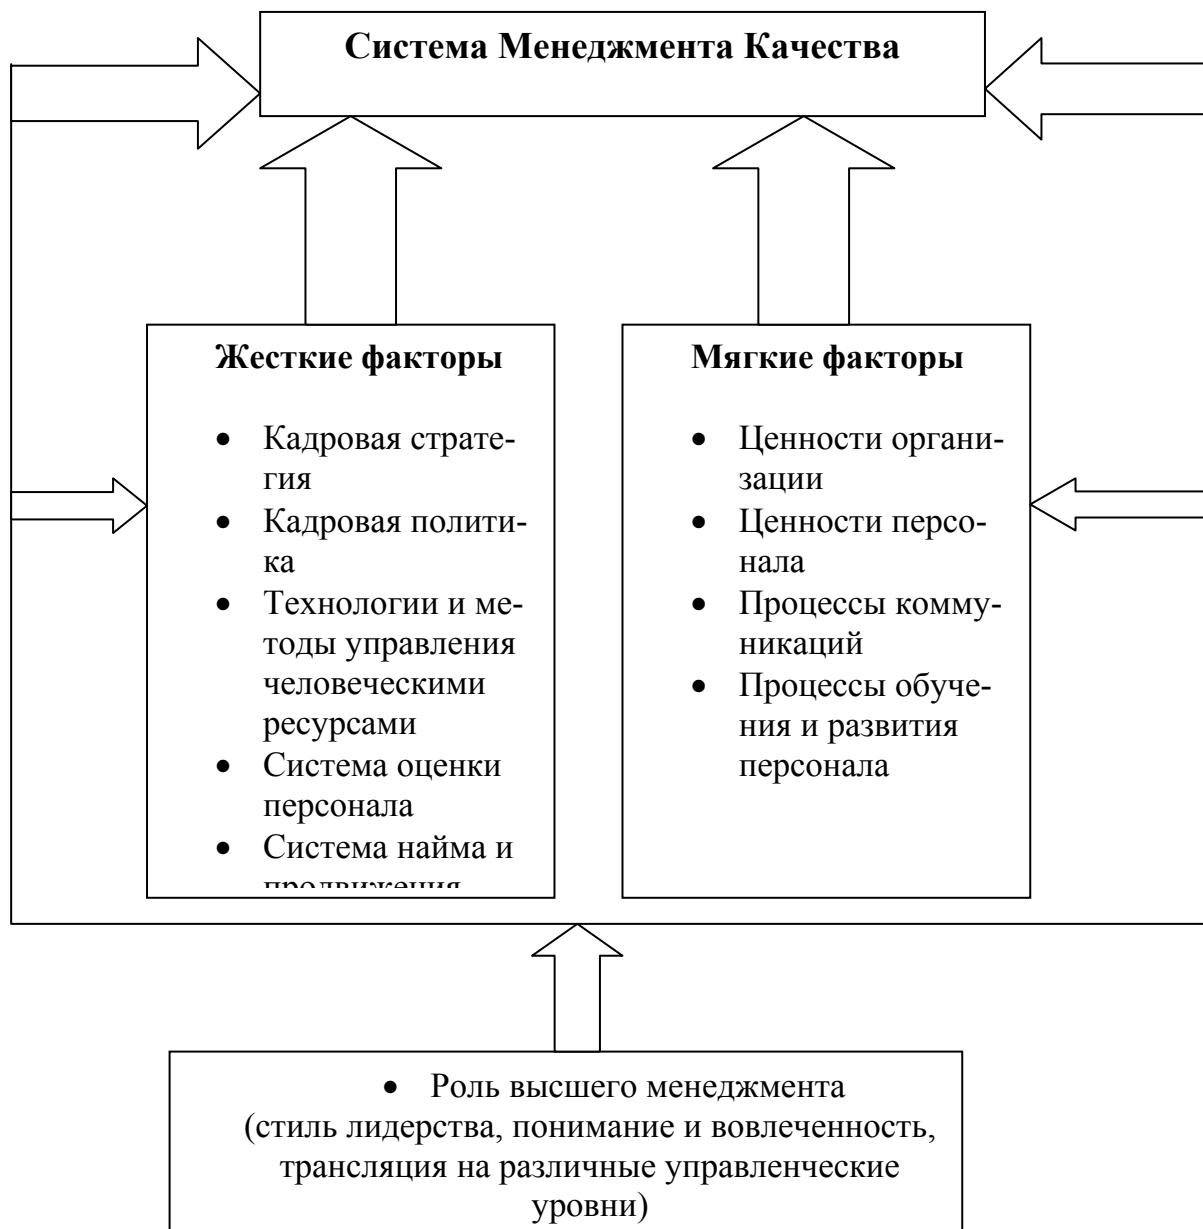 Система Менеджмента Качества
Жесткие факторы
• Кадровая страте-
гия
• Кадровая полити-
ка
• Технологии и ме-
тоды управления
человеческими
ресурсами
• Система оценки
персонала
• Система найма и
продвижения
Мягкие факторы
• Ценности органи-
зации
• Ценности персо-
нала
• Процессы комму-
никаций
• Процессы обуче-
ния и развития
персонала
• Роль высшего менеджмента
(стиль лидерства, понимание и вовлеченность,
трансляция на различные управленческие
уровни)